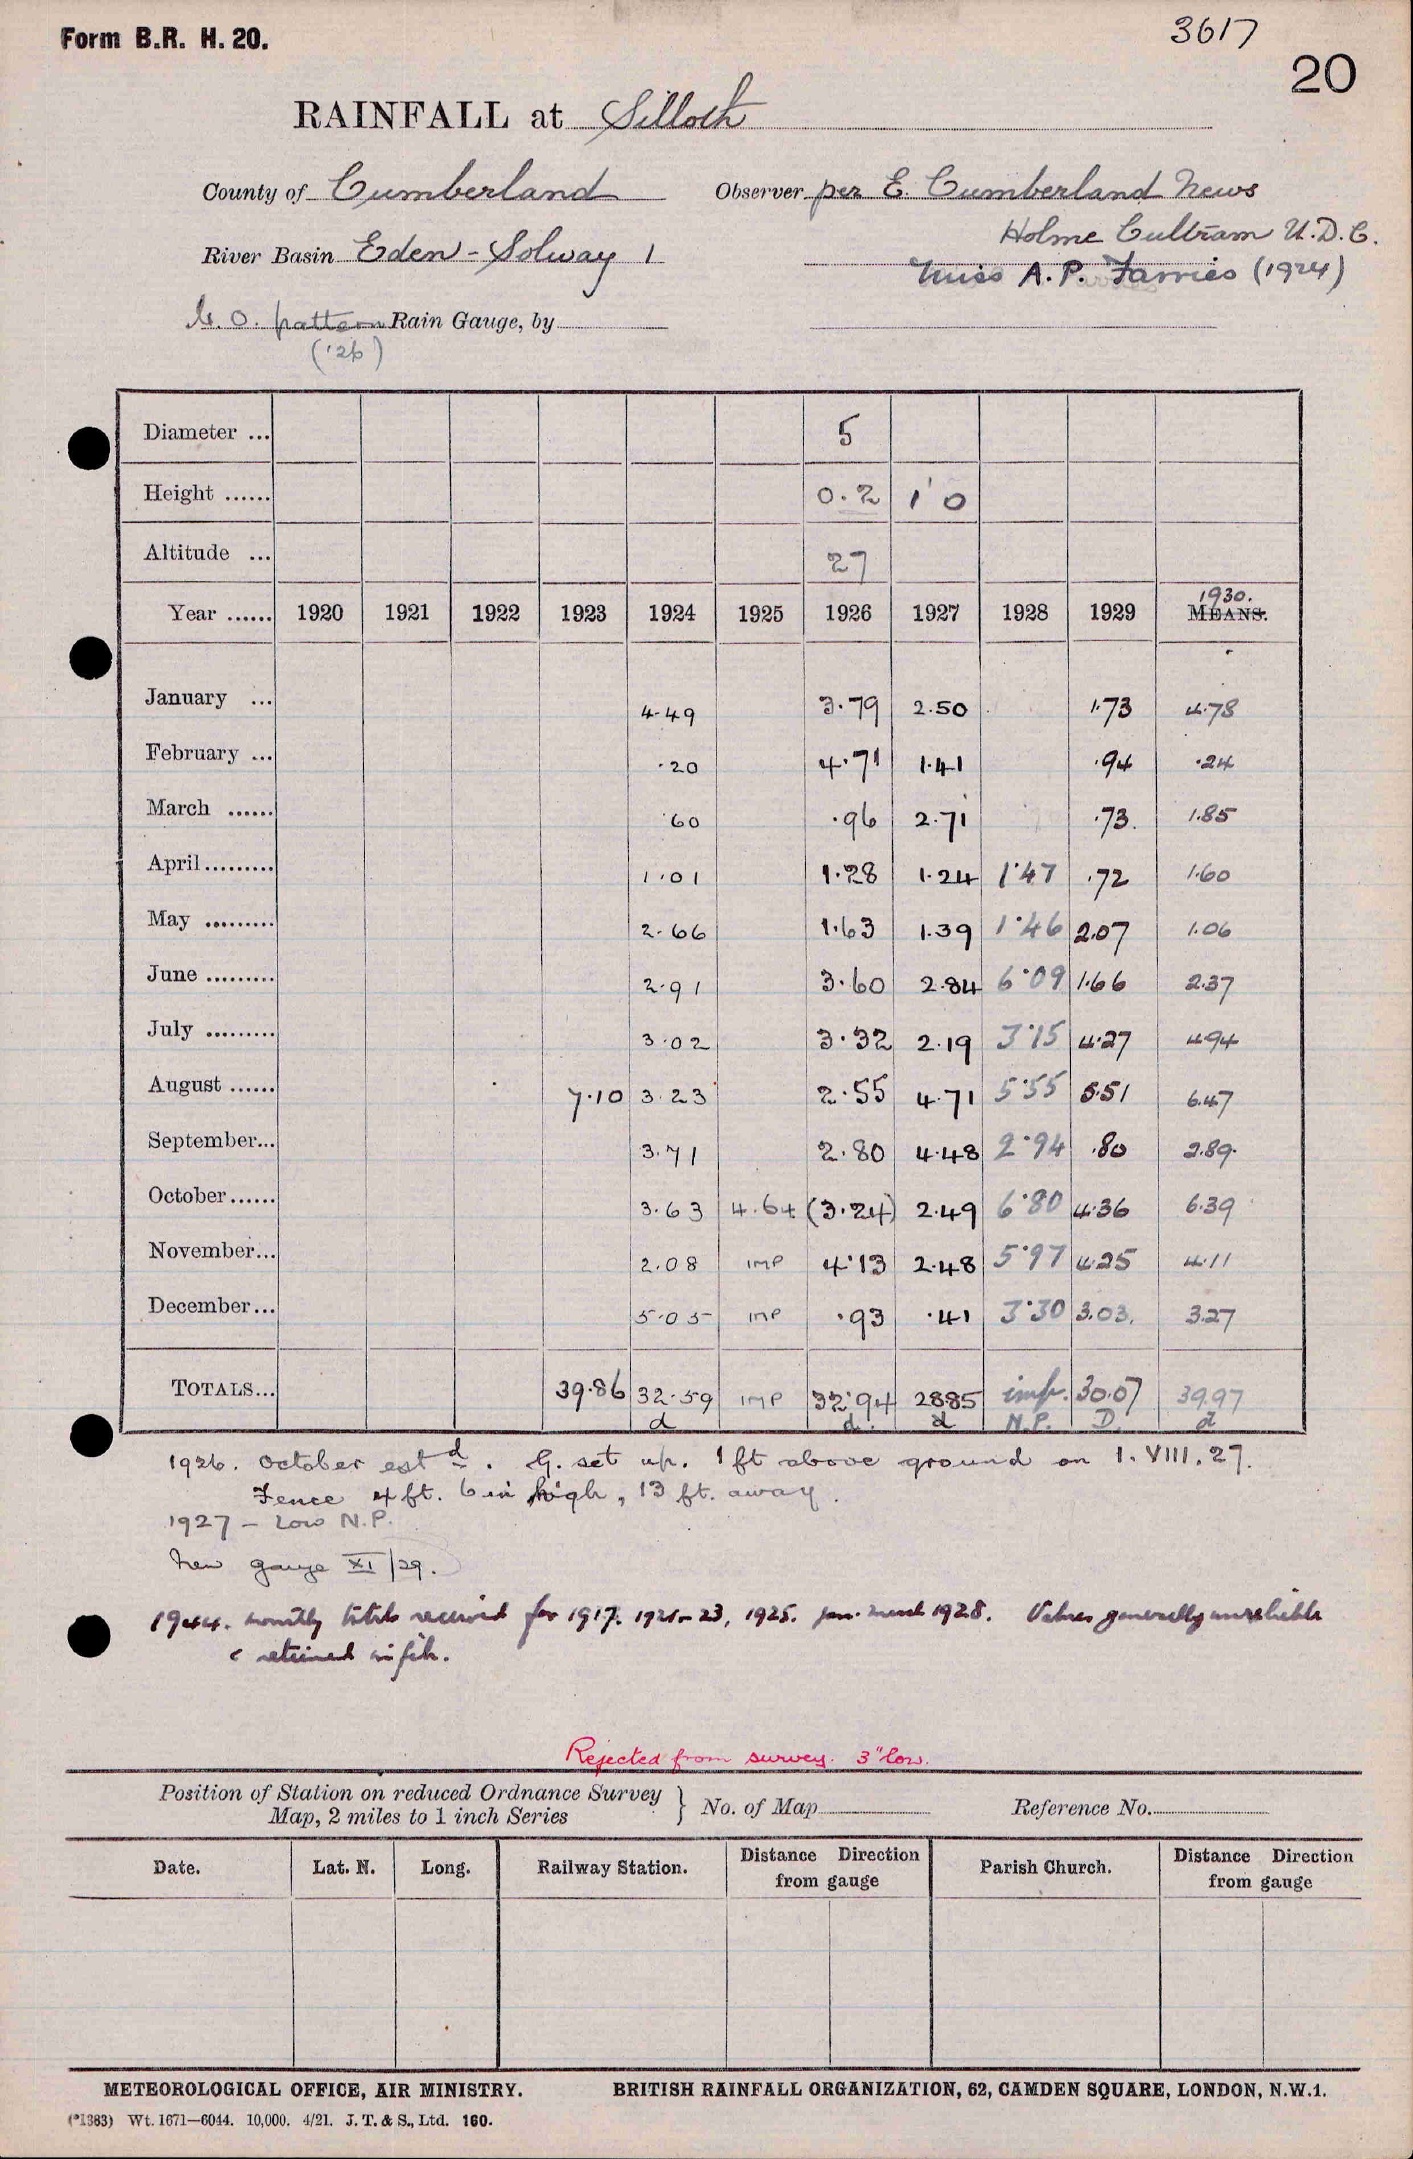 Form B.R. H. 20.
3617
20
RAINFALL at Silloth
County of Cumberland Observer per E. Cumberland News
Holme Cultram U.D.C.
River Basin Eden - Solway 1
Miss A. P. Farries (1924)
M. O. pattern Rain Gauge, by
('26)
Diameter ... 5
Height ...... 0.2 1' 0
Altitude ... 27
Year ...... 1920 1921 1922 1923 1924 1925 1926 1927 1928 1929 1930. MEANS.
January ... 4.49 3.79 2.50 1.73 4.78
February ... .20 4.71 1.41 .94 .24
March ...... .60 .96 2.71 .73. 1.85
April ......... 1.01 1.28 1.24 1.47 .72 1.60
May ......... 2.66 1.63 1.39 1.46 2.07 1.06
June ......... 2.91 3.60 2.84 6.09 1.66 2.37
July ......... 3.02 3.32 2.19 3.15 4.27 4.94
August ...... 7.10 3.23 2.55 4.71 5.55 5.51 6.47
September... 3.71 2.80 4.48 2.94 .80 2.89.
October...... 3.63 4.64 (3.24) 2.49 6.80 4.36 6.39
November... 2.08 IMP 4.13 2.48 5.97 4.25 4.11
December... 5.05 IMP .93 .41 3.30 3.03. 3.27
TOTALS... 39.86 32.59 IMP 32.94 28.85 imp. 30.07 39.97
d d. d N.P. D. d
1926. October estd. G. set up. 1 ft above ground on 1.VIII.27.
Fence 4 ft. 6 in high, 13 ft. away.
1927 - Low N.P.
New gauge XI/29.
1944. monthly totals received for 1917. 1921-23, 1925. Jan. March 1928. Values generally unreliable
& retained in file.
Rejected from survey. 3" low.
Position of Station on reduced Ordnance Survey
Map, 2 miles to 1 inch Series } No. of Map Reference No.
Date. Lat. N. Long. Railway Station. Distance Direction from gauge Parish Church. Distance Direction from gauge
METEOROLOGICAL OFFICE, AIR MINISTRY. BRITISH RAINFALL ORGANIZATION, 62, CAMDEN SQUARE, LONDON, N.W.1.
(*1383) Wt. 1671—6044. 10,000. 4/21. J. T. & S., Ltd. 160.